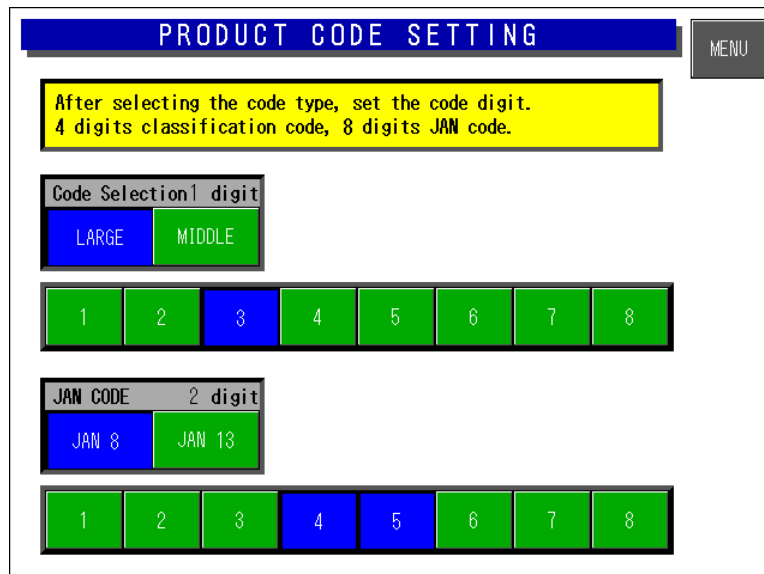 PRODUCT CODE SETTING
MENU
After selecting the code type, set the code digit.
4 digits classification code, 8 digits JAN code.
Code Selection1 digit
LARGE MIDDLE
1 2 3 4 5 6 7 8
JAN CODE 2 digit
JAN 8 JAN 13
1 2 3 4 5 6 7 8